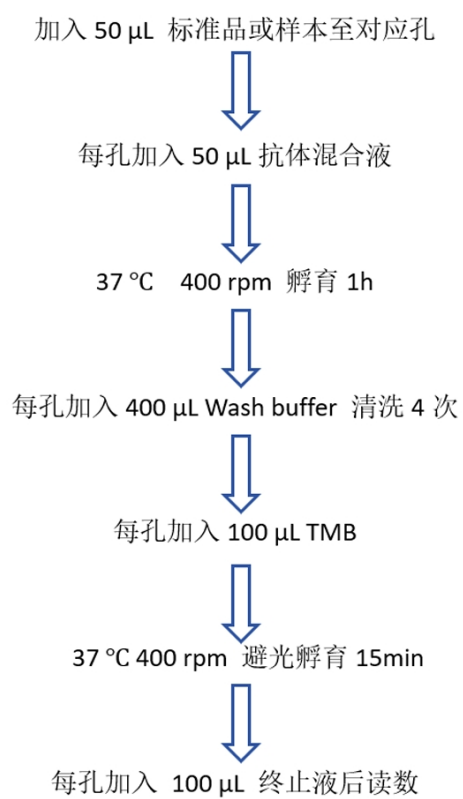 加入 50 μL 标准品或样本至对应孔
每孔加入 50 μL 抗体混合液
37 ℃ 400 rpm 孵育 1h
每孔加入 400 μL Wash buffer 清洗 4 次
每孔加入 100 μL TMB
37 ℃ 400 rpm 避光孵育 15min
每孔加入 100 μL 终止液后读数